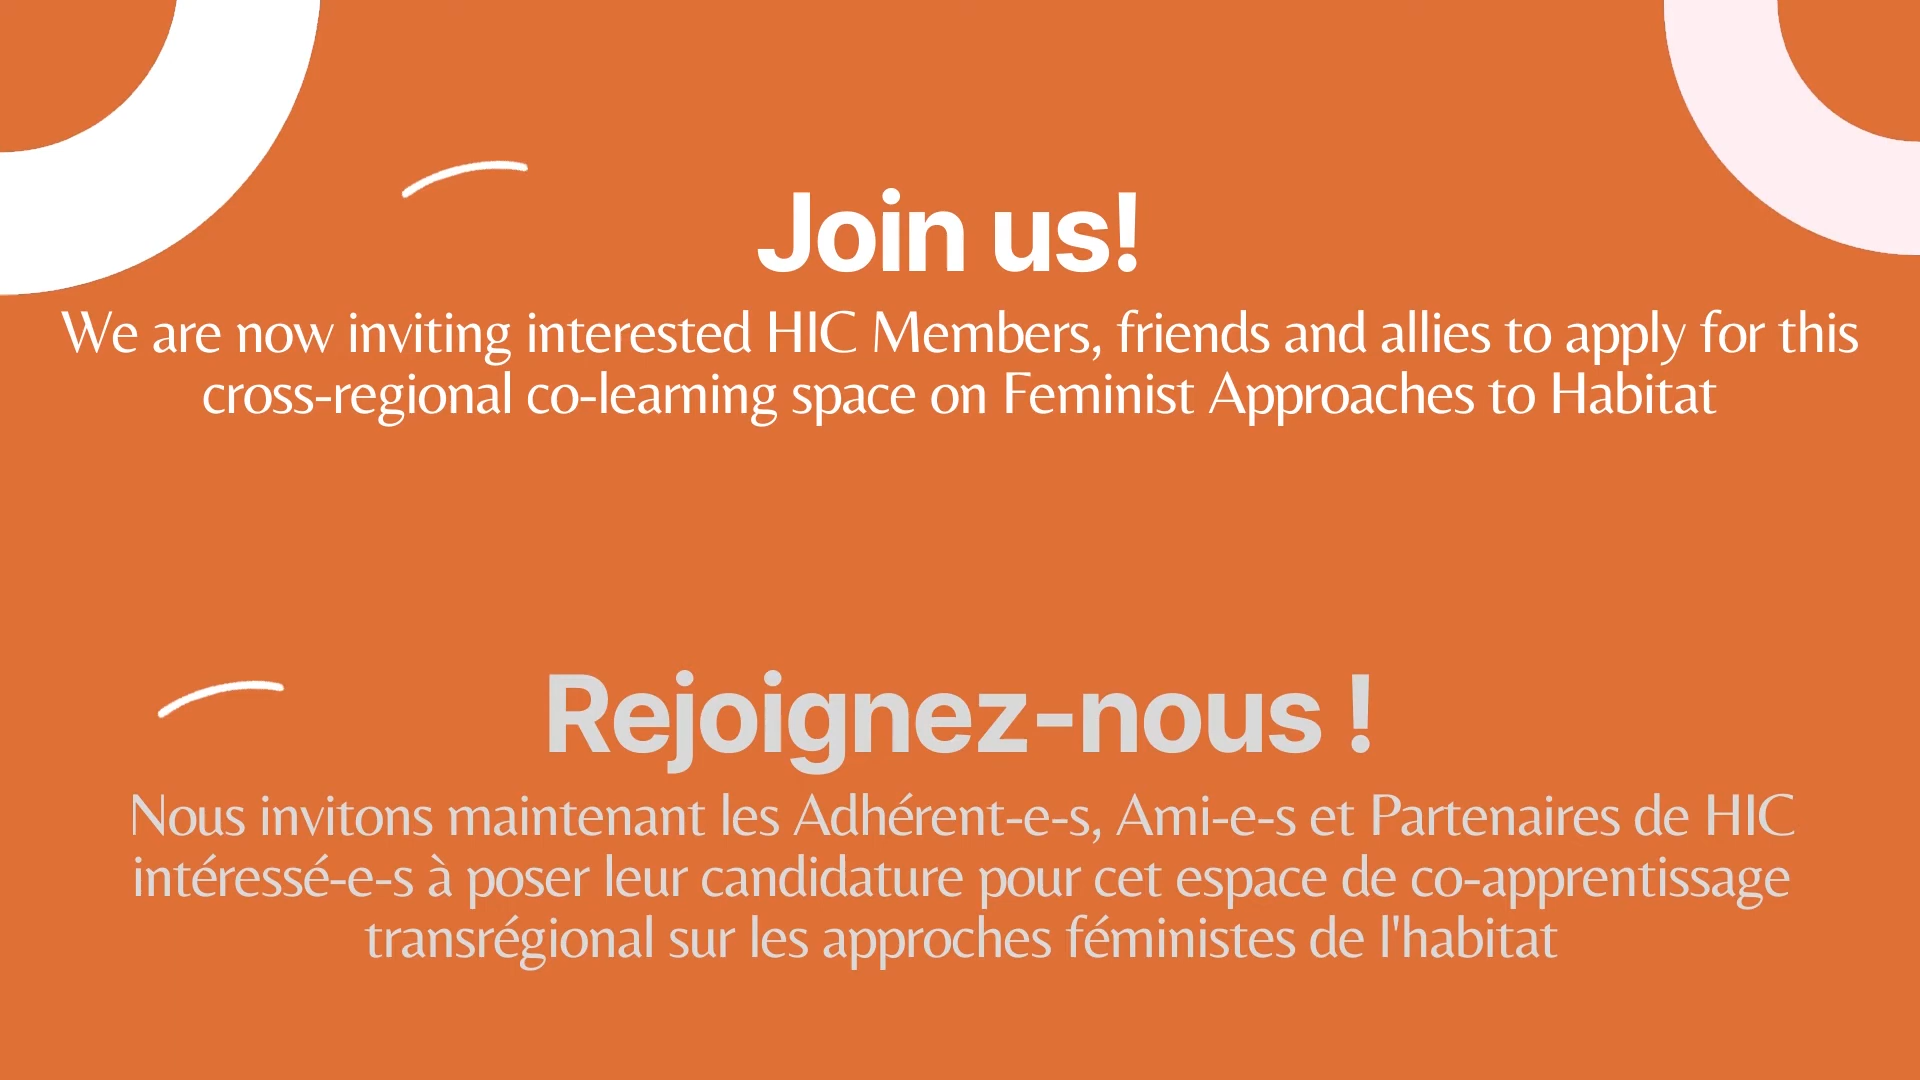 Join us!
We are now inviting interested HIC Members, friends and allies to apply for this
cross-regional co-learning space on Feminist Approaches to Habitat
Rejoignez-nous !
Nous invitons maintenant les Adhérent-e-s, Ami-e-s et Partenaires de HIC
intéressé-e-s à poser leur candidature pour cet espace de co-apprentissage
transrégional sur les approches féministes de l'habitat